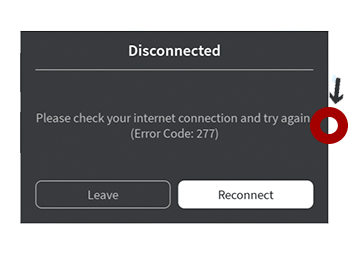 Disconnected
Please check your internet connection and try again
(Error Code: 277)
Leave
Reconnect